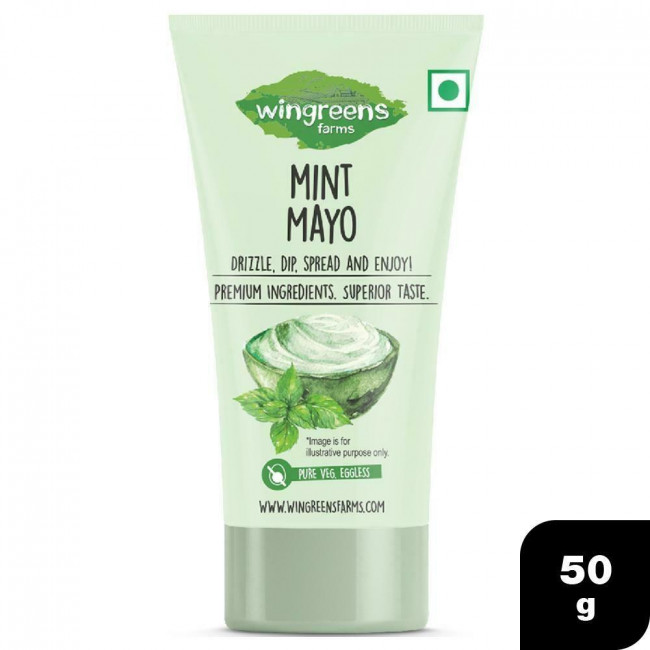 wingreens
farms
MINT
MAYO
DRIZZLE, DIP, SPREAD AND ENJOY!
PREMIUM INGREDIENTS. SUPERIOR TASTE.
*Image is for
illustrative purpose only.
PURE VEG, EGGLESS
WWW.WINGREENSFARMS.COM
50
g